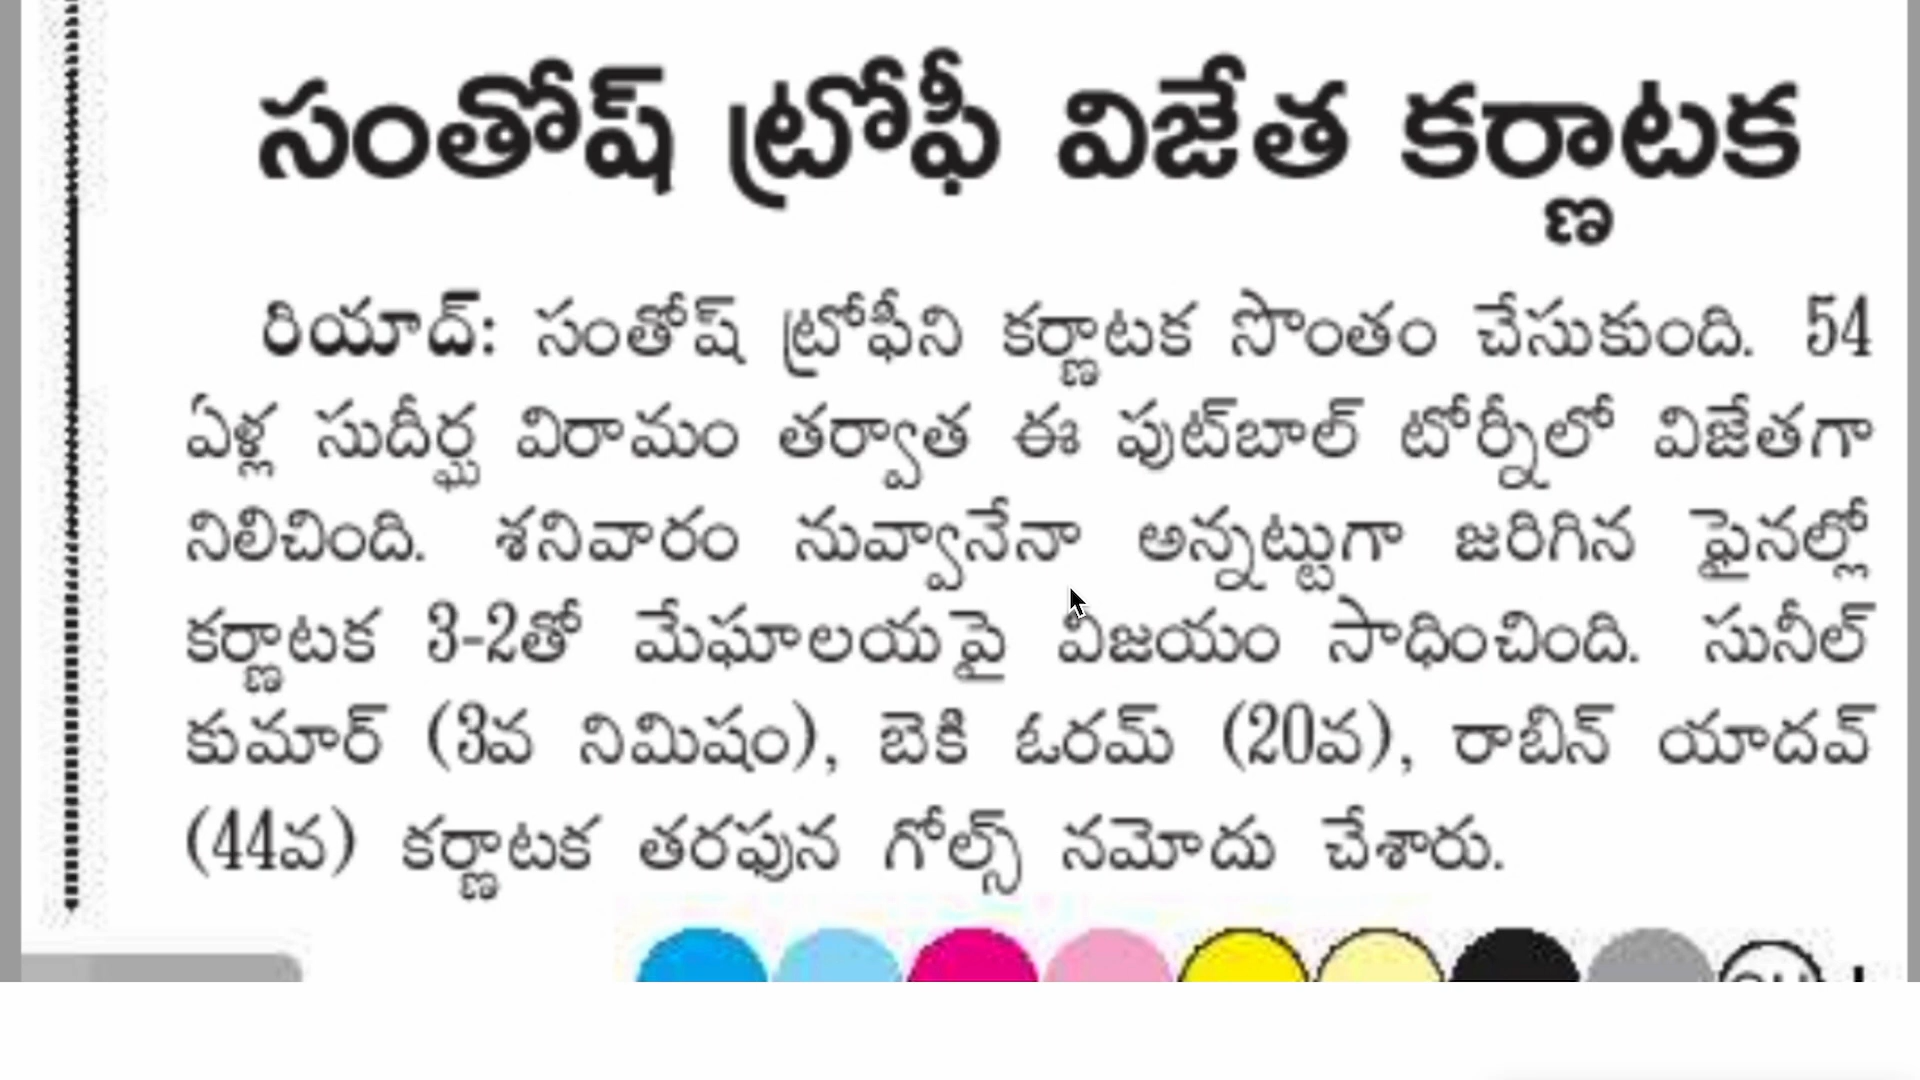 సంతోష్ ట్రోఫీ విజేత కర్ణాటక
రియాద్: సంతోష్ ట్రోఫీని కర్ణాటక సొంతం చేసుకుంది. 54
ఏళ్ల సుదీర్ఘ విరామం తర్వాత ఈ పుట్‌బాల్ టోర్నీలో విజేతగా
నిలిచింది. శనివారం నువ్వానేనా అన్నట్టుగా జరిగిన ఫైనల్లో
కర్ణాటక 3-2తో మేఘాలయపై విజయం సాధించింది. సునీల్
కుమార్ (3వ నిమిషం), బెకి ఓరమ్ (20వ), రాబిన్ యాదవ్
(44వ) కర్ణాటక తరఫున గోల్స్ నమోదు చేశారు.